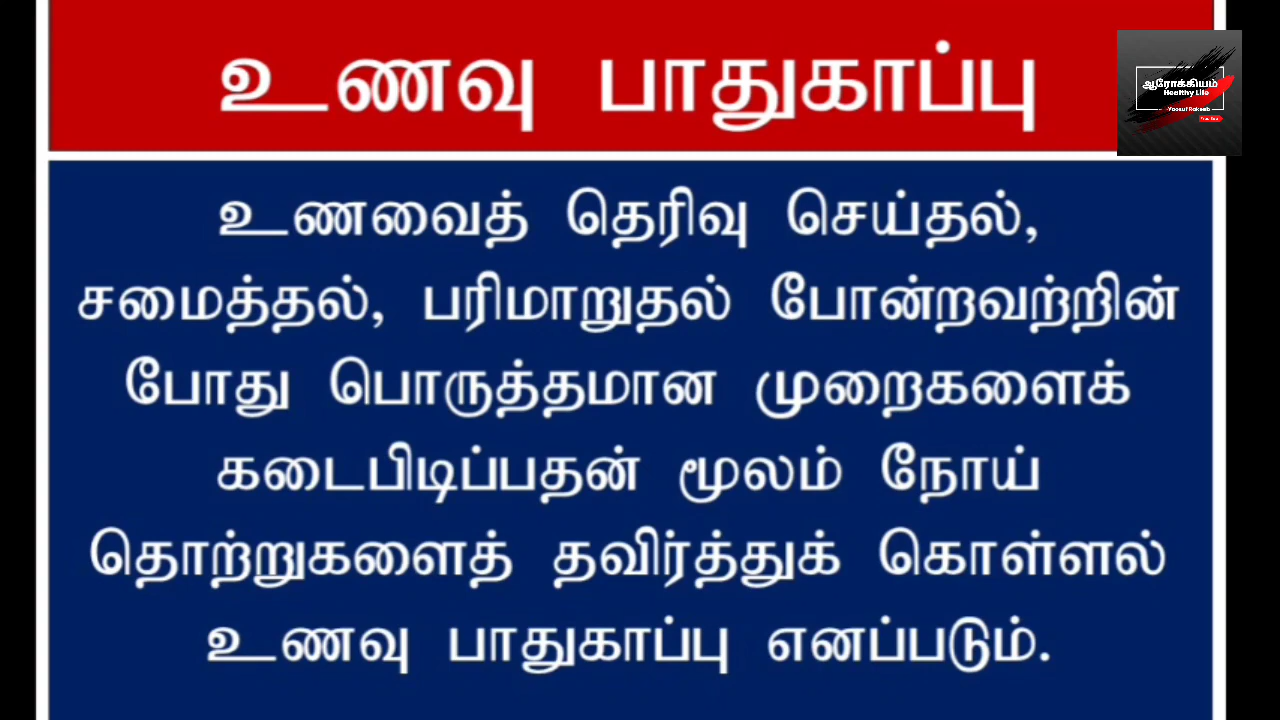 உணவு பாதுகாப்பு
ஆரோக்கியம்
Healthy Life
உணவைத் தெரிவு செய்தல்,
சமைத்தல், பரிமாறுதல் போன்றவற்றின்
போது பொருத்தமான முறைகளைக்
கடைபிடிப்பதன் மூலம் நோய்
தொற்றுகளைத் தவிர்த்துக் கொள்ளல்
உணவு பாதுகாப்பு எனப்படும்.